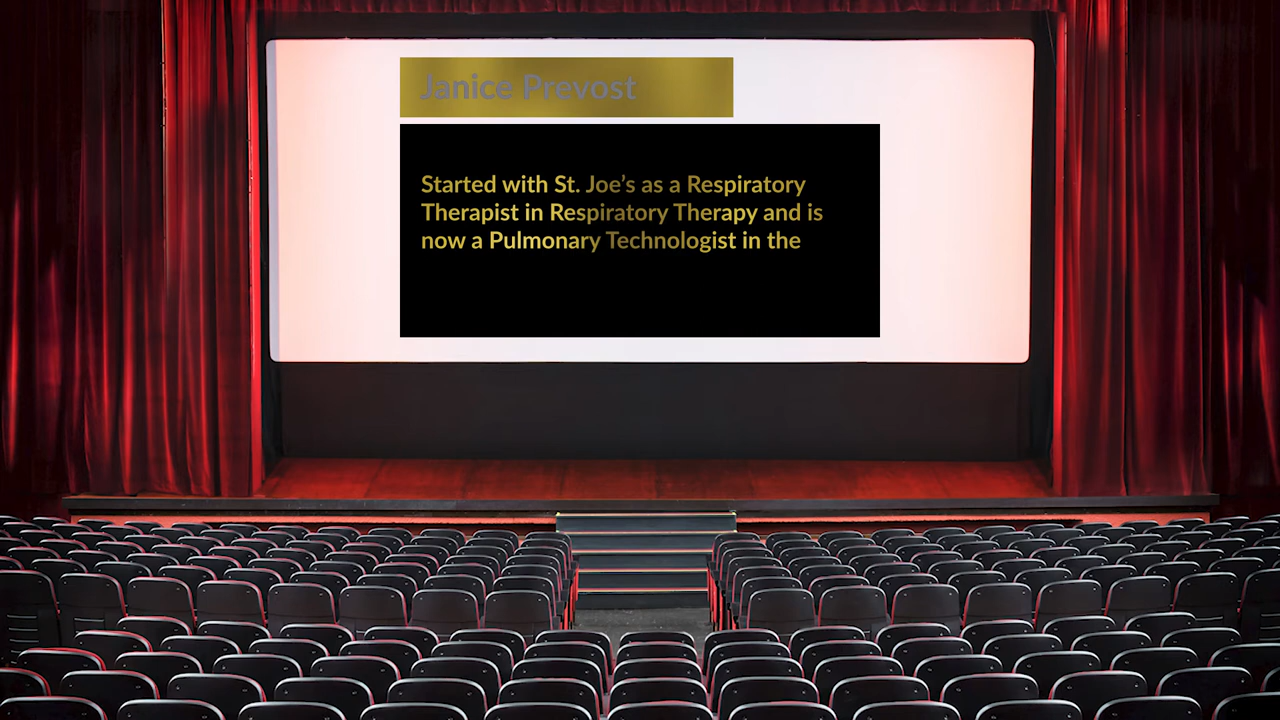 Janice Prevost
Started with St. Joe's as a Respiratory
Therapist in Respiratory Therapy and is
now a Pulmonary Technologist in the